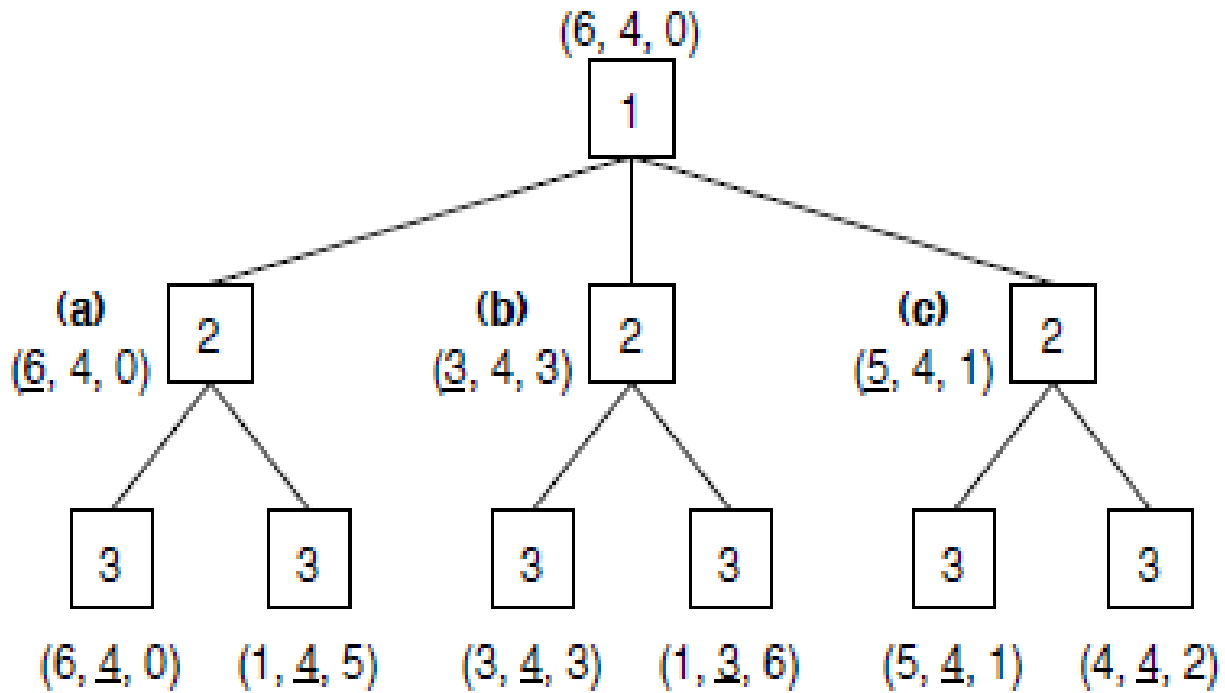 (6, 4, 0)
1
(a) (b) (c)
2 2 2
(6, 4, 0) (3, 4, 3) (5, 4, 1)
3 3 3 3 3 3
(6, 4, 0) (1, 4, 5) (3, 4, 3) (1, 3, 6) (5, 4, 1) (4, 4, 2)